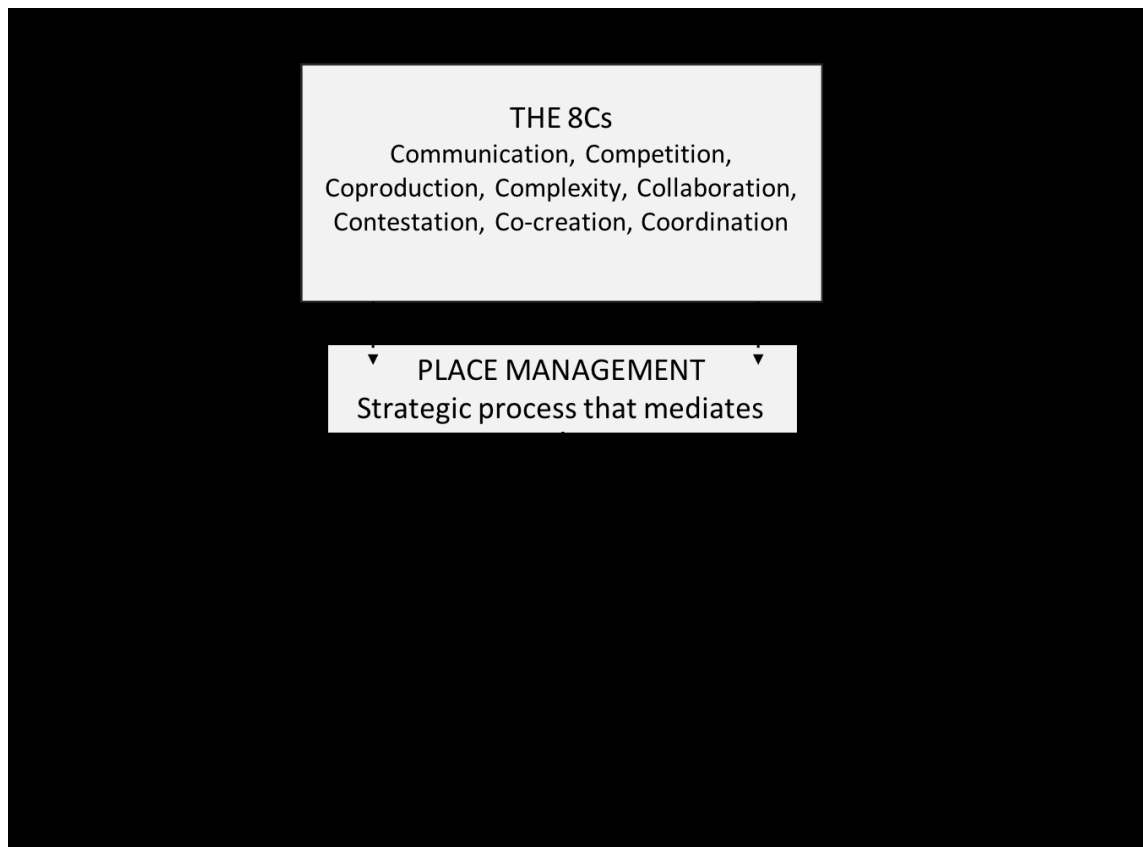 THE 8Cs
Communication, Competition,
Coproduction, Complexity, Collaboration,
Contestation, Co-creation, Coordination
PLACE MANAGEMENT
Strategic process that mediates